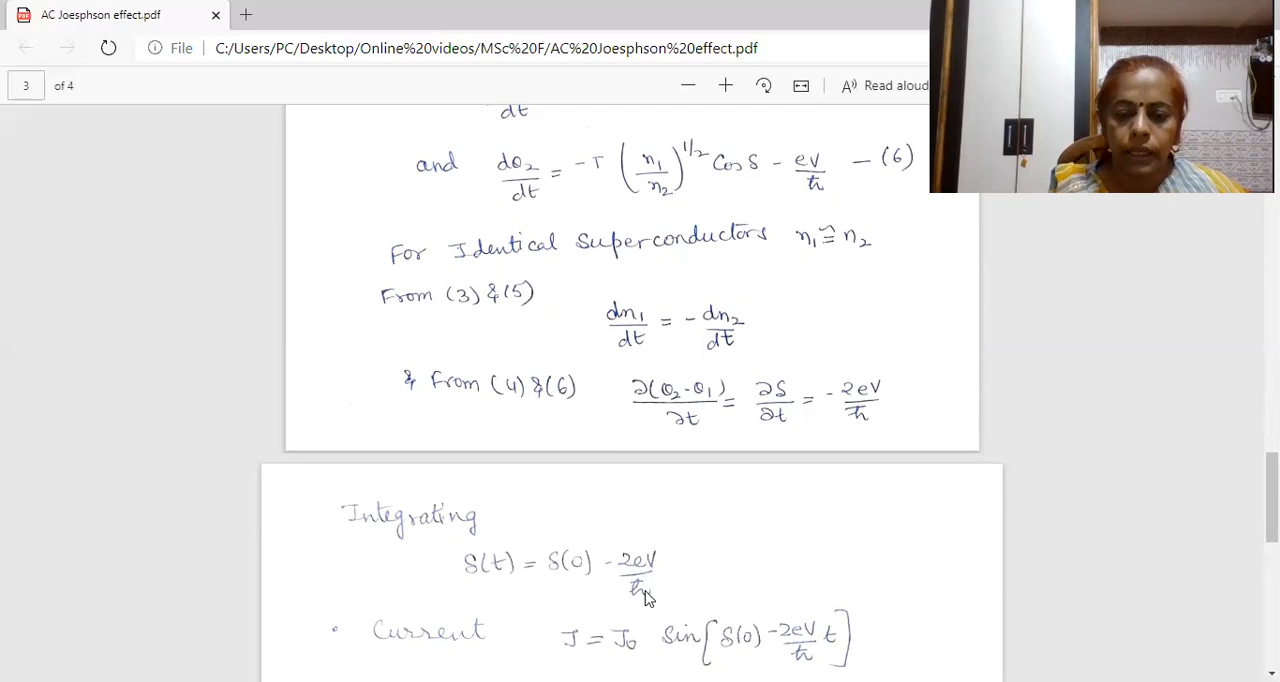 AC Joesphson effect.pdf
File C:/Users/PC/Desktop/Online%20videos/MSc%20F/AC%20Joesphson%20effect.pdf
3 of 4 Read aloud
dt
and dθ₂/dt = -T (n₁/n₂)^1/2 Cos δ - eV/ħ — (6)
For Identical Superconductors n₁ ≅ n₂
From (3) & (5)
dn₁/dt = - dn₂/dt
& From (4) & (6) ∂(θ₂-θ₁)/∂t = ∂δ/∂t = - 2eV/ħ
Integrating
δ(t) = δ(0) - 2eV/ħ
• Current J = J₀ Sin[δ(0) - 2eV/ħ t]